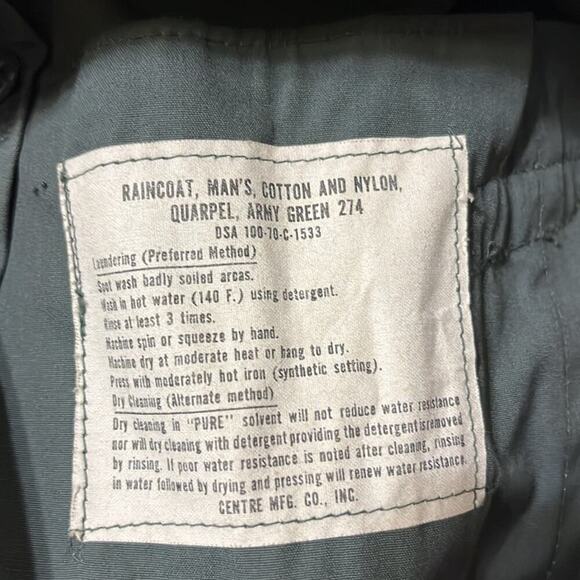 RAINCOAT, MAN'S, COTTON AND NYLON,
QUARPEL, ARMY GREEN 274
DSA 100-70-C-1533
Laundering (Preferred Method)
Spot wash badly soiled areas.
Wash in hot water (140 F.) using detergent.
Rinse at least 3 times.
Machine spin or squeeze by hand.
Machine dry at moderate heat or hang to dry.
Press with moderately hot iron (synthetic setting).
Dry Cleaning (Alternate method)
Dry cleaning in "PURE" solvent will not reduce water resistance
nor will dry cleaning with detergent providing the detergent is removed
by rinsing. If poor water resistance is noted after cleaning, rinsing
in water followed by drying and pressing will renew water resistance.
CENTRE MFG. CO., INC.